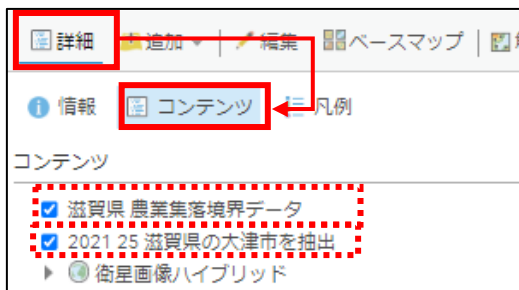 詳細 追加 編集 ベースマップ
情報 コンテンツ 凡例
コンテンツ
滋賀県 農業集落境界データ
2021 25 滋賀県の大津市を抽出
衛星画像ハイブリッド